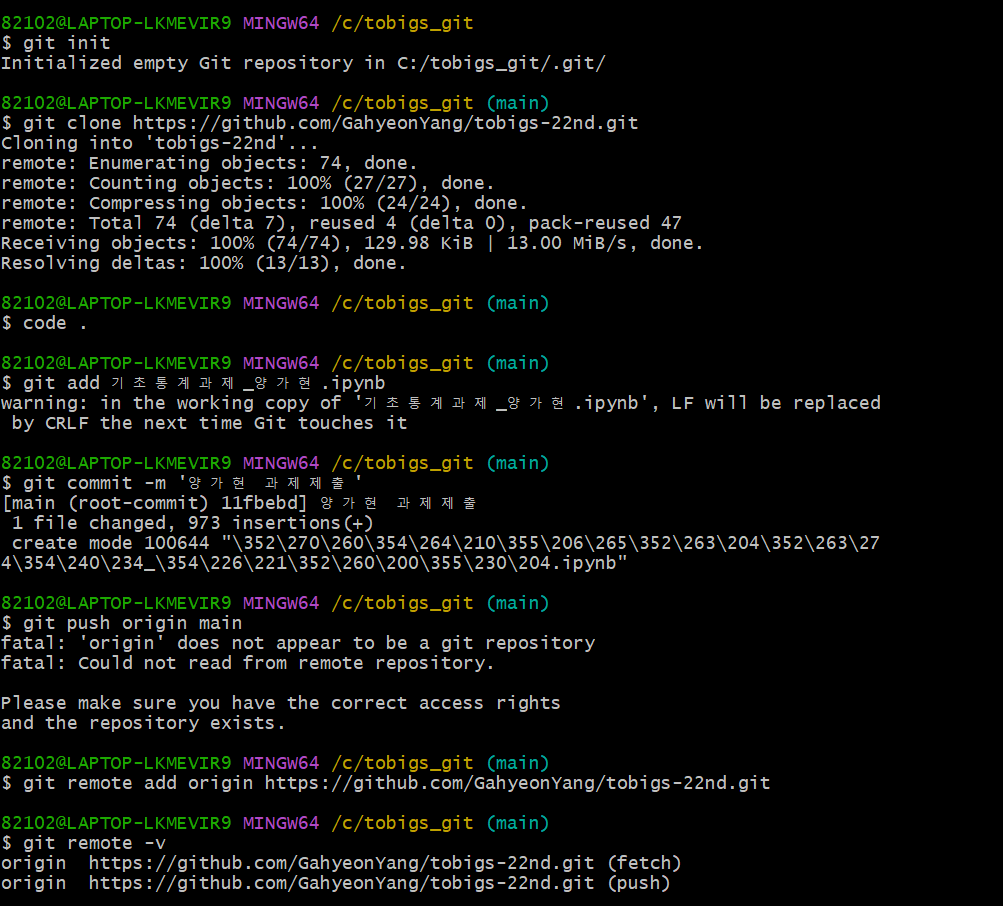 82102@LAPTOP-LKMEVIR9 MINGW64 /c/tobigs_git
$ git init
Initialized empty Git repository in C:/tobigs_git/.git/
82102@LAPTOP-LKMEVIR9 MINGW64 /c/tobigs_git (main)
$ git clone https://github.com/GahyeonYang/tobigs-22nd.git
Cloning into 'tobigs-22nd'...
remote: Enumerating objects: 74, done.
remote: Counting objects: 100% (27/27), done.
remote: Compressing objects: 100% (24/24), done.
remote: Total 74 (delta 7), reused 4 (delta 0), pack-reused 47
Receiving objects: 100% (74/74), 129.98 KiB | 13.00 MiB/s, done.
Resolving deltas: 100% (13/13), done.
82102@LAPTOP-LKMEVIR9 MINGW64 /c/tobigs_git (main)
$ code .
82102@LAPTOP-LKMEVIR9 MINGW64 /c/tobigs_git (main)
$ git add 기초통계과제_양가현.ipynb
warning: in the working copy of '기초통계과제_양가현.ipynb', LF will be replaced
by CRLF the next time Git touches it
82102@LAPTOP-LKMEVIR9 MINGW64 /c/tobigs_git (main)
$ git commit -m '양가현 과제제출'
[main (root-commit) 11fbebd] 양가현 과제제출
1 file changed, 973 insertions(+)
create mode 100644 "\352\270\260\354\264\210\355\206\265\352\263\204\352\263\27
4\354\240\234_\354\226\221\352\260\200\355\230\204.ipynb"
82102@LAPTOP-LKMEVIR9 MINGW64 /c/tobigs_git (main)
$ git push origin main
fatal: 'origin' does not appear to be a git repository
fatal: Could not read from remote repository.
Please make sure you have the correct access rights
and the repository exists.
82102@LAPTOP-LKMEVIR9 MINGW64 /c/tobigs_git (main)
$ git remote add origin https://github.com/GahyeonYang/tobigs-22nd.git
82102@LAPTOP-LKMEVIR9 MINGW64 /c/tobigs_git (main)
$ git remote -v
origin  https://github.com/GahyeonYang/tobigs-22nd.git (fetch)
origin  https://github.com/GahyeonYang/tobigs-22nd.git (push)